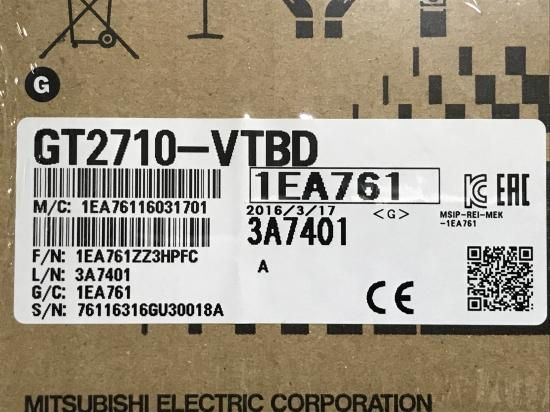 G
GT2710-VTBD
1EA761
M/C: 1EA76116031701
2016/3/17
<G>
MSIP-REI-MEK
-1EA761
EAC
3A7401
F/N: 1EA761ZZ3HPFC
L/N: 3A7401
A
G/C: 1EA761
S/N: 76116316GU30018A
CE
MITSUBISHI ELECTRIC CORPORATION